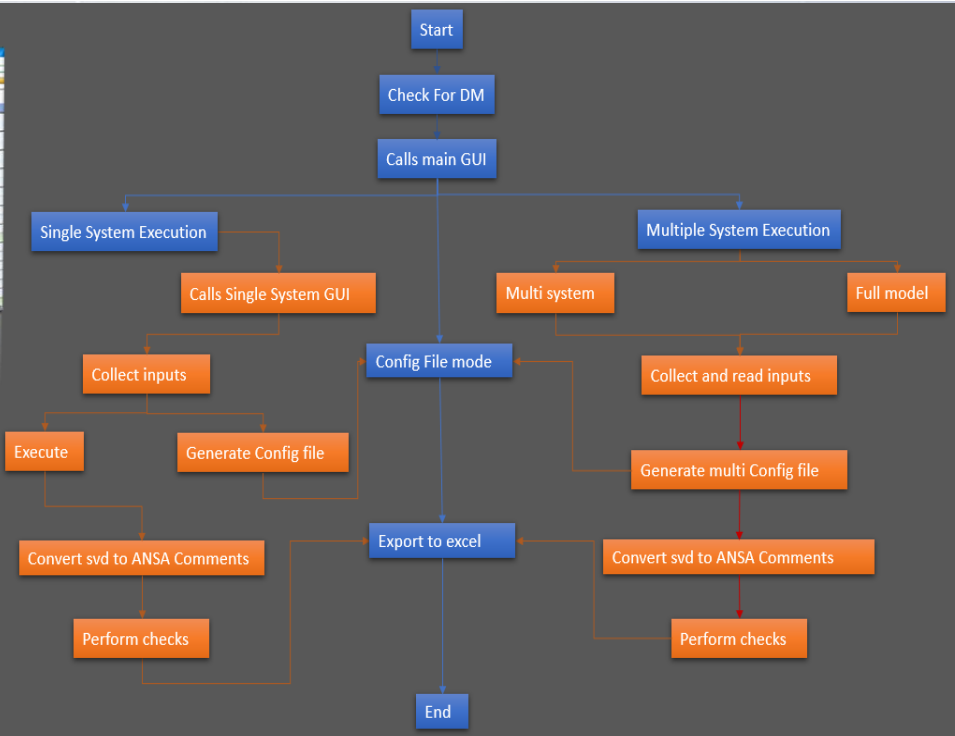 Start
Check For DM
Calls main GUI
Single System Execution
Multiple System Execution
Calls Single System GUI
Multi system
Full model
Config File mode
Collect inputs
Collect and read inputs
Execute
Generate Config file
Generate multi Config file
Export to excel
Convert svd to ANSA Comments
Convert svd to ANSA Comments
Perform checks
Perform checks
End